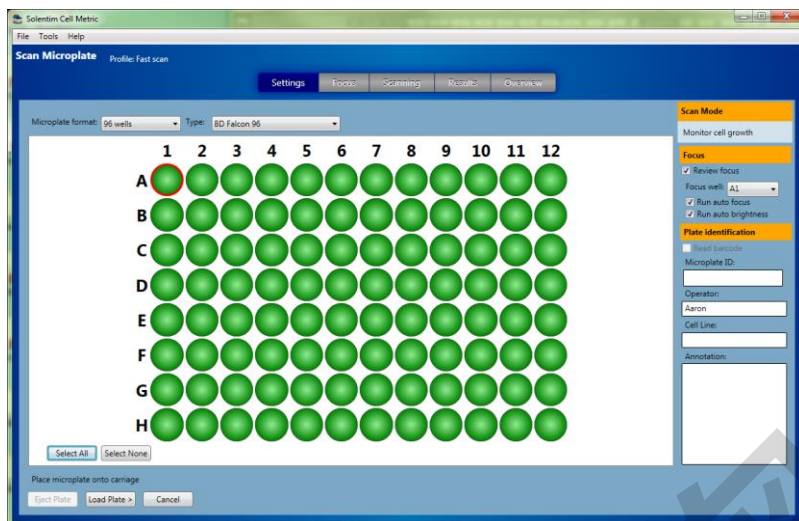 Solentim Cell Metric
File Tools Help
Scan Microplate Profile: Fast scan
Settings Focus Scanning Results Overview
Microplate format: 96 wells Type: BD Falcon 96
1 2 3 4 5 6 7 8 9 10 11 12
A
B
C
D
E
F
G
H
Select All Select None
Place microplate onto carriage
Eject Plate Load Plate > Cancel
Scan Mode
Monitor cell growth
Focus
Review focus
Focus well: A1
Run auto focus
Run auto brightness
Plate identification
Read barcode
Microplate ID:
Operator:
Aaron
Cell Line:
Annotation: